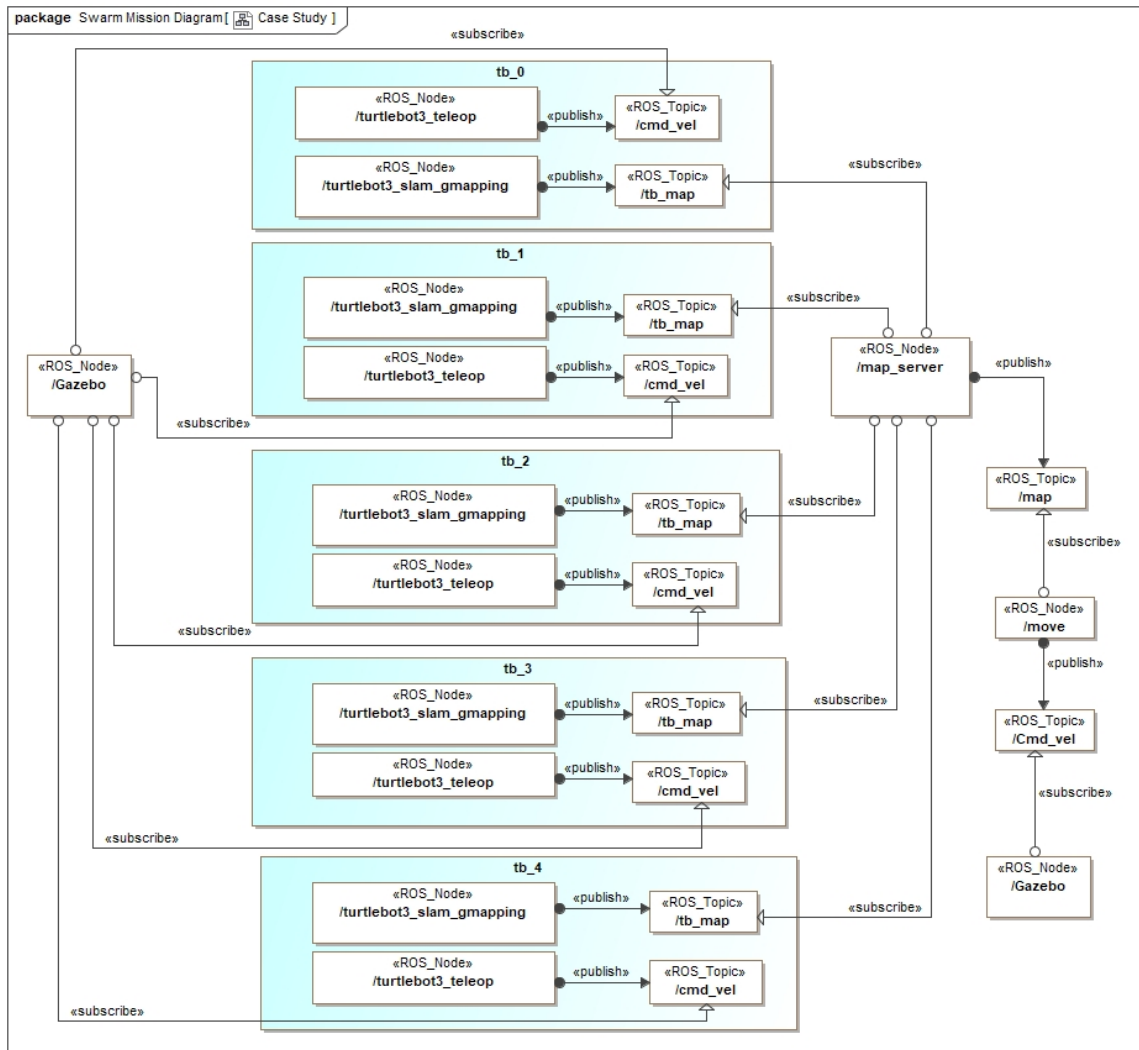 package Swarm Mission Diagram [ Case Study ]
«subscribe»
tb_0
«ROS_Node»
/turtlebot3_teleop
«publish»
«ROS_Topic»
/cmd_vel
«ROS_Node»
/turtlebot3_slam_gmapping
«publish»
«ROS_Topic»
/tb_map
«subscribe»
tb_1
«ROS_Node»
/turtlebot3_slam_gmapping
«publish»
«ROS_Topic»
/tb_map
«subscribe»
«ROS_Node»
/turtlebot3_teleop
«publish»
«ROS_Topic»
/cmd_vel
«ROS_Node»
/Gazebo
«subscribe»
«ROS_Node»
/map_server
«publish»
«ROS_Topic»
/map
«subscribe»
«ROS_Node»
/move
«publish»
«ROS_Topic»
/Cmd_vel
«subscribe»
«ROS_Node»
/Gazebo
tb_2
«ROS_Node»
/turtlebot3_slam_gmapping
«publish»
«ROS_Topic»
/tb_map
«subscribe»
«ROS_Node»
/turtlebot3_teleop
«publish»
«ROS_Topic»
/cmd_vel
«subscribe»
tb_3
«ROS_Node»
/turtlebot3_slam_gmapping
«publish»
«ROS_Topic»
/tb_map
«subscribe»
«ROS_Node»
/turtlebot3_teleop
«publish»
«ROS_Topic»
/cmd_vel
«subscribe»
tb_4
«ROS_Node»
/turtlebot3_slam_gmapping
«publish»
«ROS_Topic»
/tb_map
«subscribe»
«ROS_Node»
/turtlebot3_teleop
«publish»
«ROS_Topic»
/cmd_vel
«subscribe»